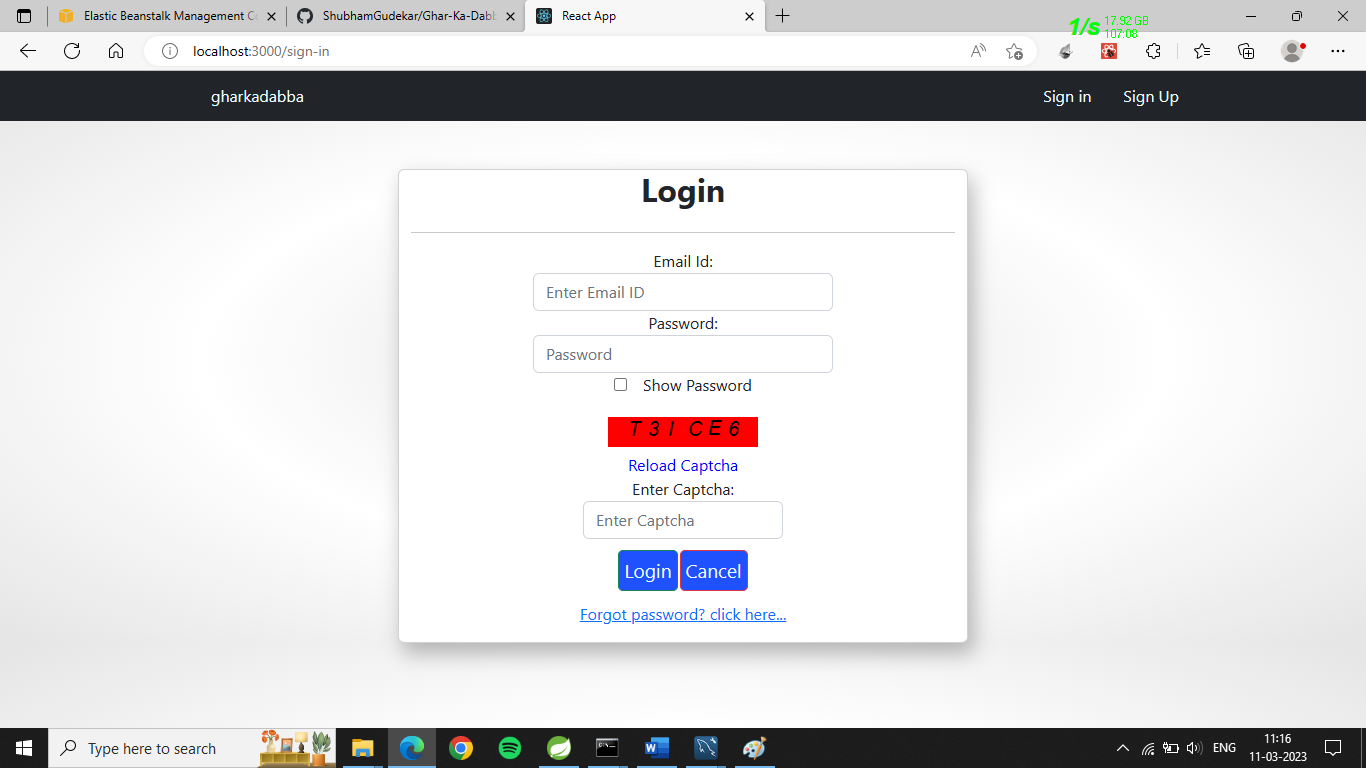 Elastic Beanstalk Management Co
ShubhamGudekar/Ghar-Ka-Dabb
React App
1/s 17.92 GB
107:08
localhost:3000/sign-in
gharkadabba
Sign in
Sign Up
Login
Email Id:
Enter Email ID
Password:
Password
Show Password
T 3 I C E 6
Reload Captcha
Enter Captcha:
Enter Captcha
Login Cancel
Forgot password? click here...
Type here to search
ENG
11:16
11-03-2023